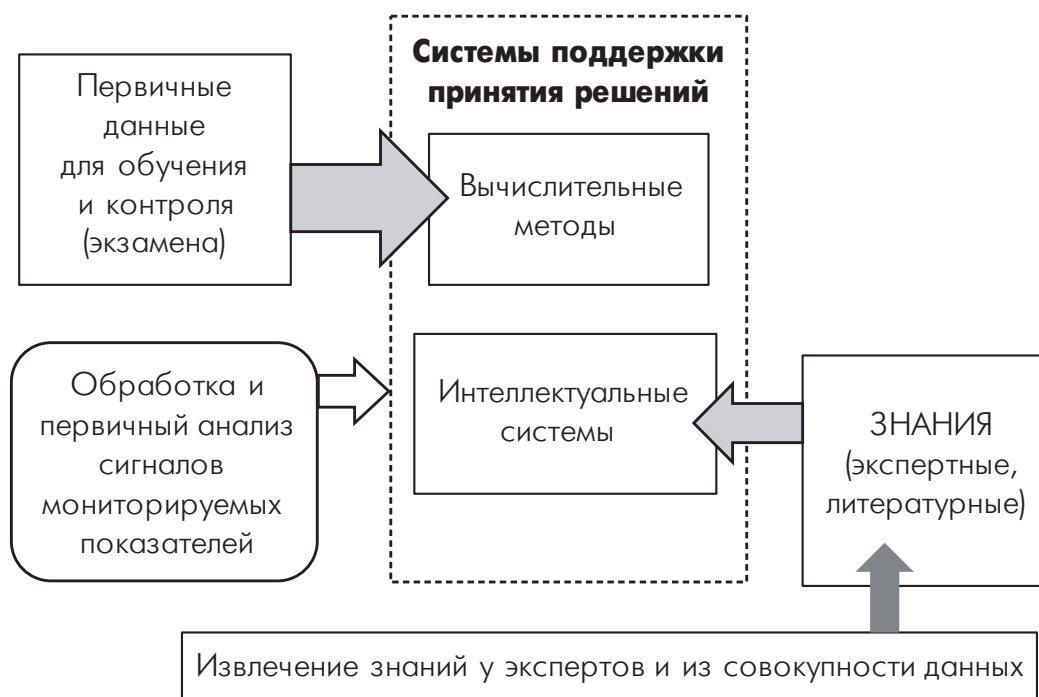 Системы поддержки
принятия решений
Первичные
данные
для обучения
и контроля
(экзамена)
Вычислительные
методы
Обработка и
первичный анализ
сигналов
мониторируемых
показателей
Интеллектуальные
системы
ЗНАНИЯ
(экспертные,
литературные)
Извлечение знаний у экспертов и из совокупности данных